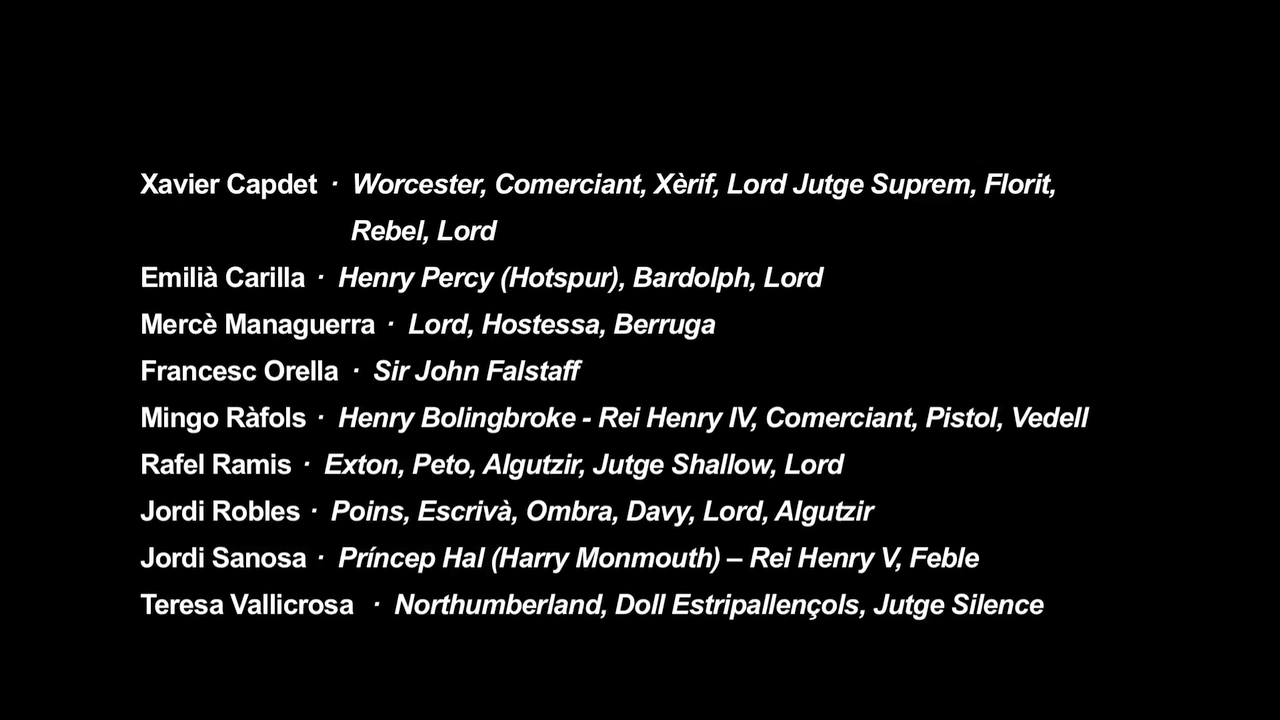 Xavier Capdet · Worcester, Comerciant, Xèrif, Lord Jutge Suprem, Florit,
Rebel, Lord
Emilià Carilla · Henry Percy (Hotspur), Bardolph, Lord
Mercè Managuerra · Lord, Hostessa, Berruga
Francesc Orella · Sir John Falstaff
Mingo Ràfols · Henry Bolingbroke - Rei Henry IV, Comerciant, Pistol, Vedell
Rafel Ramis · Exton, Peto, Algutzir, Jutge Shallow, Lord
Jordi Robles · Poins, Escrivà, Ombra, Davy, Lord, Algutzir
Jordi Sanosa · Príncep Hal (Harry Monmouth) – Rei Henry V, Feble
Teresa Vallicrosa · Northumberland, Doll Estripallençols, Jutge Silence